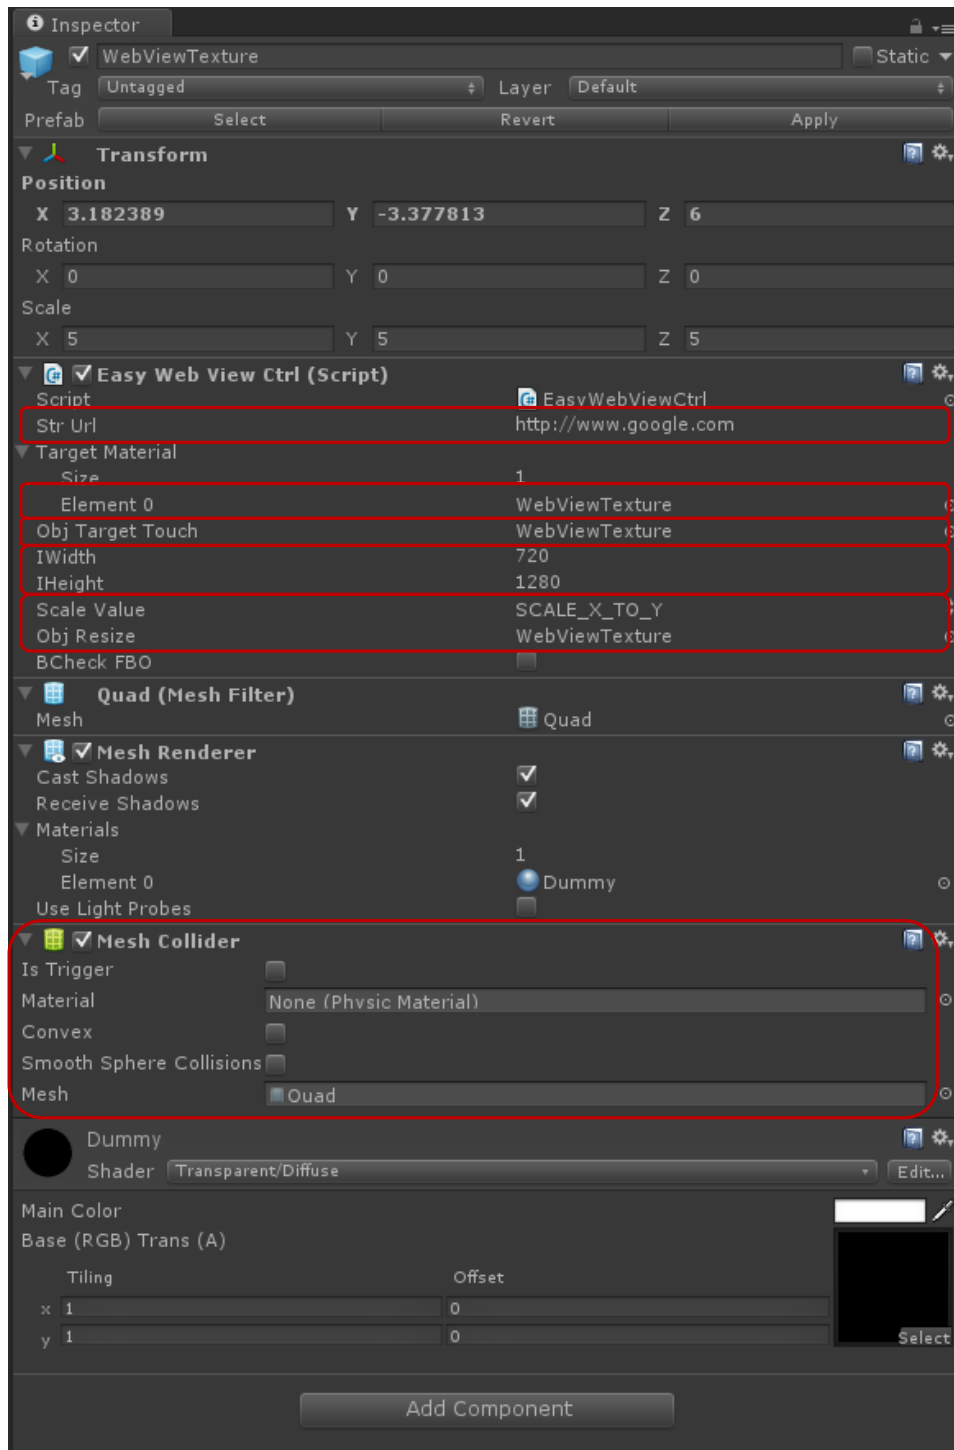 Inspector
WebViewTexture Static
Tag Untagged Layer Default
Prefab Select Revert Apply
Transform
Position
X 3.182389 Y -3.377813 Z 6
Rotation
X 0 Y 0 Z 0
Scale
X 5 Y 5 Z 5
Easy Web View Ctrl (Script)
Script EasyWebViewCtrl
Str Url http://www.google.com
Target Material
Size 1
Element 0 WebViewTexture
Obj Target Touch WebViewTexture
IWidth 720
IHeight 1280
Scale Value SCALE_X_TO_Y
Obj Resize WebViewTexture
BCheck FBO
Quad (Mesh Filter)
Mesh Quad
Mesh Renderer
Cast Shadows
Receive Shadows
Materials
Size 1
Element 0 Dummy
Use Light Probes
Mesh Collider
Is Trigger
Material None (Physic Material)
Convex
Smooth Sphere Collisions
Mesh Quad
Dummy
Shader Transparent/Diffuse Edit...
Main Color
Base (RGB) Trans (A)
Tiling Offset
x 1 0
y 1 0
Select
Add Component